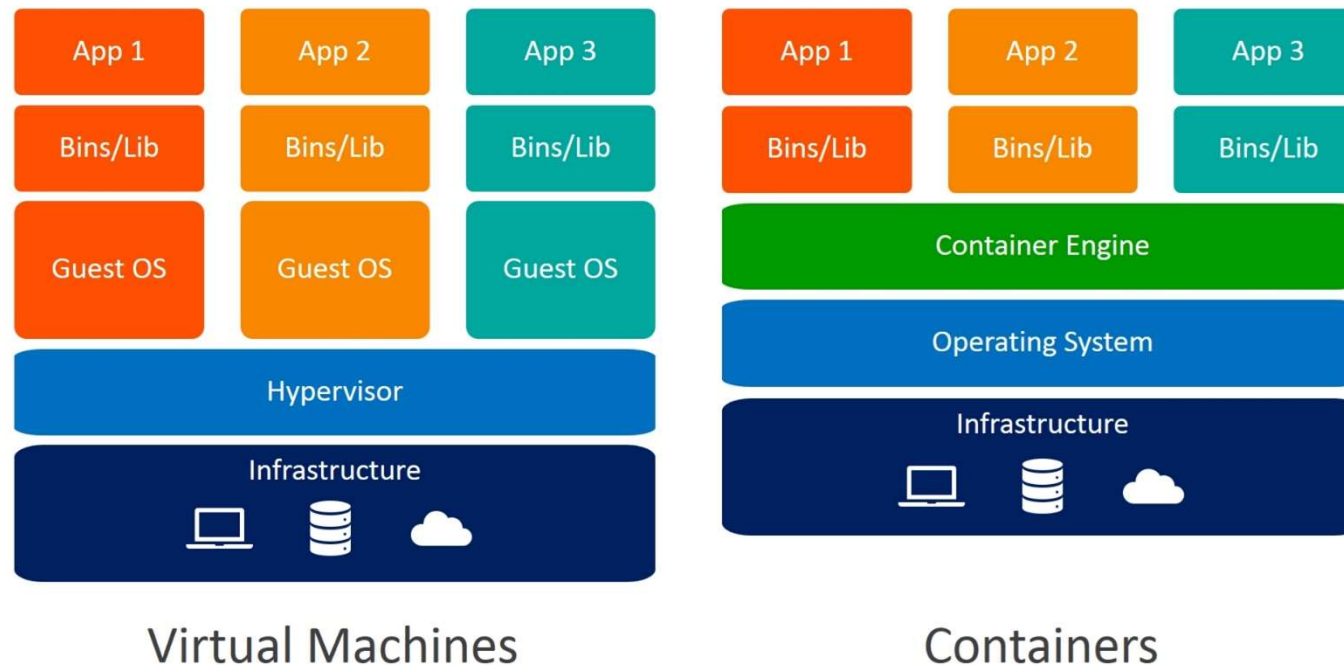 App 1
App 2
App 3
Bins/Lib
Bins/Lib
Bins/Lib
Guest OS
Guest OS
Guest OS
Hypervisor
Infrastructure
Virtual Machines
App 1
App 2
App 3
Bins/Lib
Bins/Lib
Bins/Lib
Container Engine
Operating System
Infrastructure
Containers